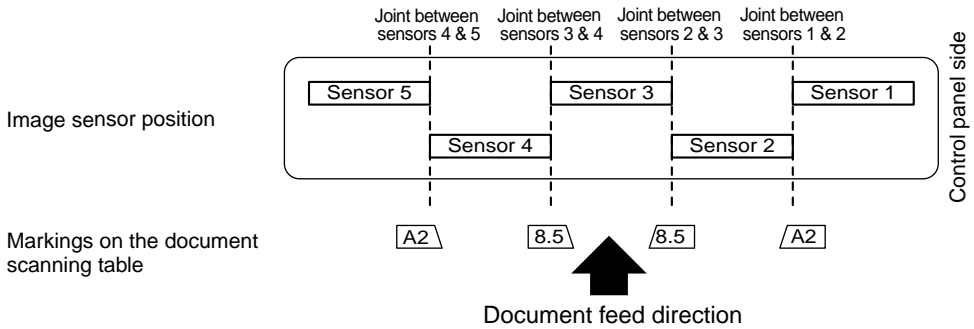 Joint between
sensors 4 & 5
Joint between
sensors 3 & 4
Joint between
sensors 2 & 3
Joint between
sensors 1 & 2
Control panel side
Image sensor position
Sensor 5
Sensor 3
Sensor 1
Sensor 4
Sensor 2
Markings on the document
scanning table
A2
8.5
8.5
A2
Document feed direction